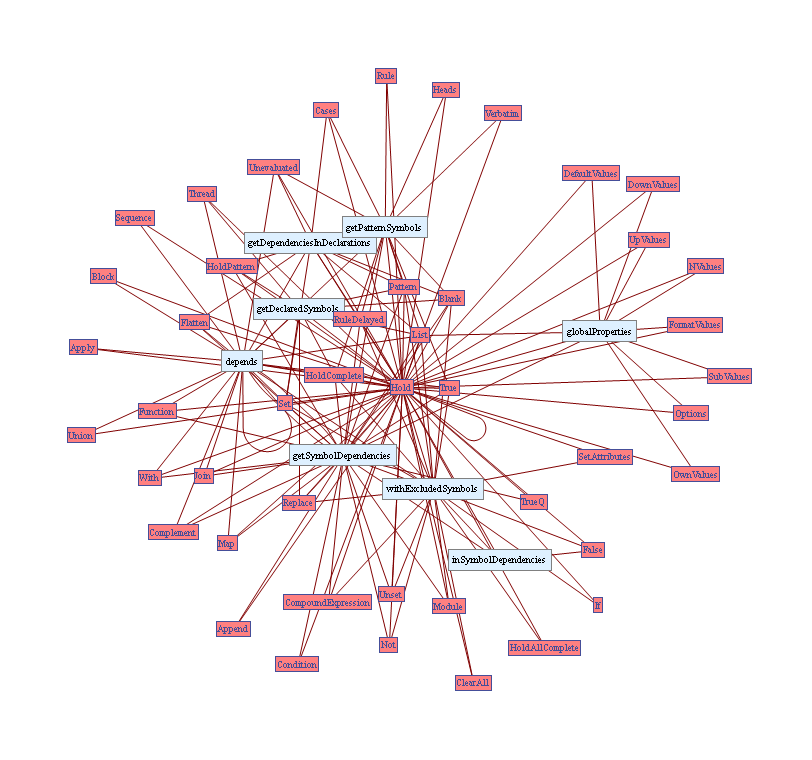 Rule
Heads
Cases
Verbatim
Unevaluated
DefaultValues
DownValues
Thread
Sequence
getPatternSymbols
getDependenciesInDeclarations
UpValues
HoldPattern
NValues
Block
Pattern
Blank
getDeclaredSymbols
Flatten
RuleDelayed
FormatValues
globalProperties
List
Apply
depends
HoldComplete
SubValues
Hold
True
Set
Function
Options
Union
getSymbolDependencies
SetAttributes
With
Join
OwnValues
withExcludedSymbols
Replace
TrueQ
Complement
Map
False
inSymbolDependencies
Unset
CompoundExpression
Module
If
Append
Not
HoldAllComplete
Condition
ClearAll